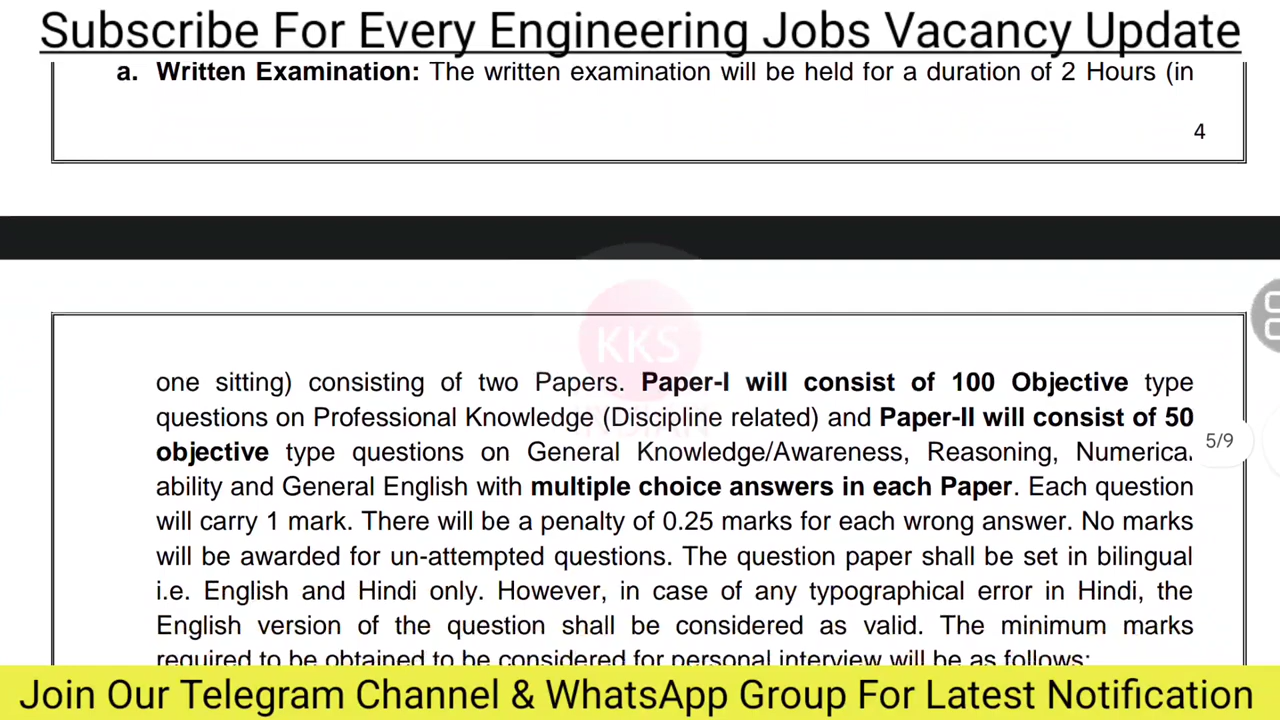 Subscribe For Every Engineering Jobs Vacancy Update
a. Written Examination: The written examination will be held for a duration of 2 Hours (in
4
KKS
one sitting) consisting of two Papers. Paper-I will consist of 100 Objective type
questions on Professional Knowledge (Discipline related) and Paper-II will consist of 50
objective type questions on General Knowledge/Awareness, Reasoning, Numerical
5/9
ability and General English with multiple choice answers in each Paper. Each question
will carry 1 mark. There will be a penalty of 0.25 marks for each wrong answer. No marks
will be awarded for un-attempted questions. The question paper shall be set in bilingual
i.e. English and Hindi only. However, in case of any typographical error in Hindi, the
English version of the question shall be considered as valid. The minimum marks
required to be obtained to be considered for personal interview will be as follows:
Join Our Telegram Channel & WhatsApp Group For Latest Notification